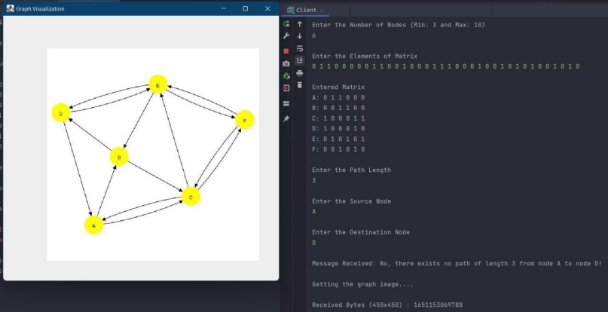 Graph Visualization
E
D
F
B
C
A
Client
Enter the Number of Nodes (Min: 3 and Max: 10)
6
Enter the Elements of Matrix
0 1 1 0 0 0 0 0 1 1 0 0 1 0 0 0 1 1 1 0 0 0 1 0 0 1 0 1 0 1 0 0 1 0 1 0
Entered Matrix
A: 0 1 1 0 0 0
B: 0 0 1 1 0 0
C: 1 0 0 0 1 1
D: 1 0 0 0 1 0
E: 0 1 0 1 0 1
F: 0 0 1 0 1 0
Enter the Path Length
3
Enter the Source Node
A
Enter the Destination Node
D
Message Received: No, there exists no path of length 3 from node A to node D!
Getting the graph image....
Received Bytes (450x450) : 1651153869788